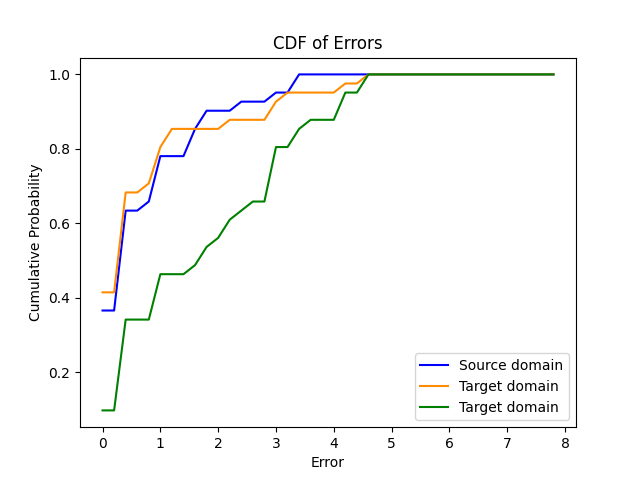 CDF of Errors
1.0
0.8
0.6
0.4
0.2
Cumulative Probability
Source domain
Target domain
Target domain
0 1 2 3 4 5 6 7 8
Error